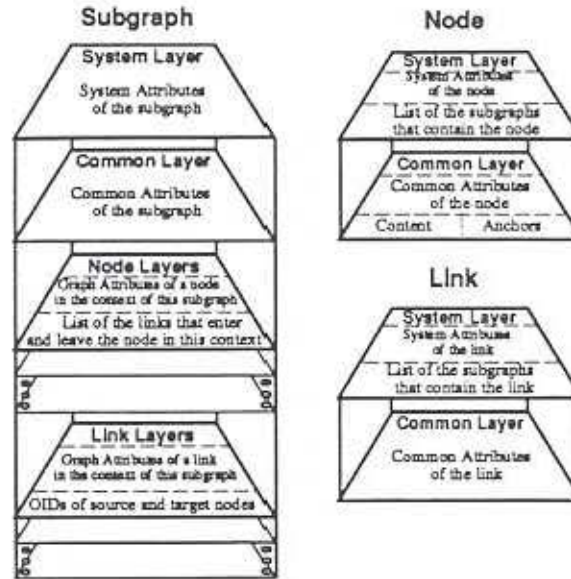 Subgraph
System Layer
System Attributes
of the subgraph
Common Layer
Common Attributes
of the subgraph
Node Layers
Graph Attributes of a node
in the context of this subgraph
List of the links that enter
and leave the node in this context
Link Layers
Graph Attributes of a link
in the context of this subgraph
OIDs of source and target nodes
Node
System Layer
System Attributes
of the node
List of the subgraphs
that contain the node
Common Layer
Common Attributes
of the node
Content Anchors
Link
System Layer
System Attributes
of the link
List of the subgraphs
that contain the link
Common Layer
Common Attributes
of the link